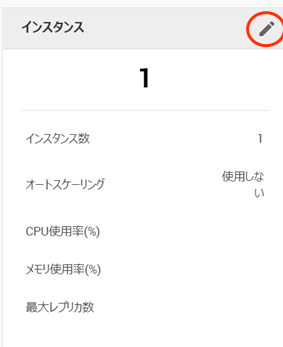 インスタンス
1
インスタンス数 1
オートスケーリング 使用しな
い
CPU使用率(%)
メモリ使用率(%)
最大レプリカ数